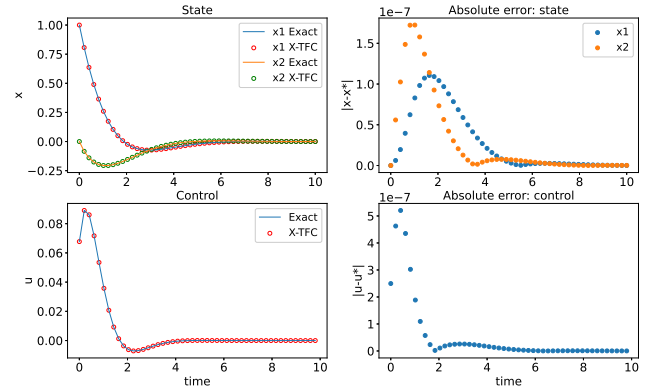 State
1.00
0.75
0.50
0.25
0.00
−0.25
x
0
2
4
6
8
10
x1 Exact
x1 X-TFC
x2 Exact
x2 X-TFC
1e−7
Absolute error: state
1.5
1.0
0.5
0.0
|x-x*|
0
2
4
6
8
10
x1
x2
Control
0.08
0.06
0.04
0.02
0.00
u
0
2
4
6
8
10
time
Exact
X-TFC
1e−7
Absolute error: control
5
4
3
2
1
0
|u-u*|
0
2
4
6
8
10
time